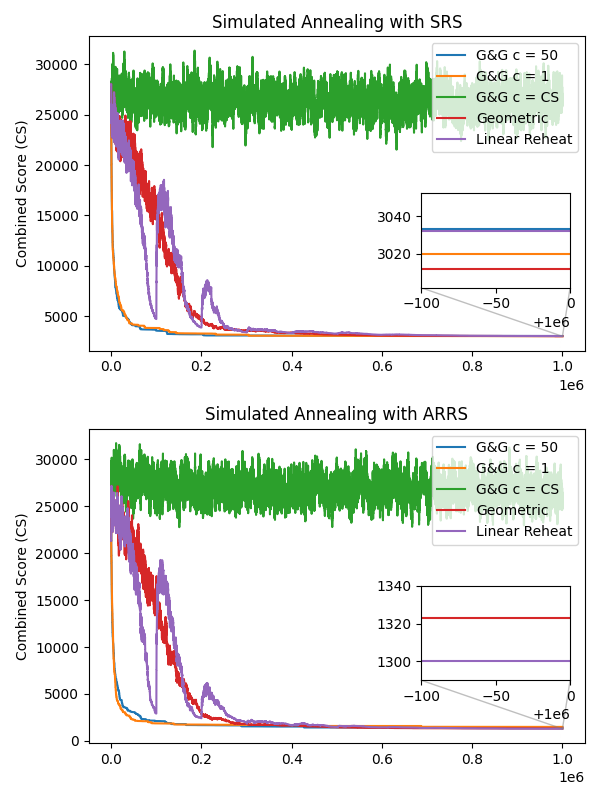 Simulated Annealing with SRS
Combined Score (CS)
30000
25000
20000
15000
10000
5000
G&G c = 50
G&G c = 1
G&G c = CS
Geometric
Linear Reheat
3040
3020
−100
−50
0
+1e6
0.0
0.2
0.4
0.6
0.8
1.0
1e6
Simulated Annealing with ARRS
Combined Score (CS)
30000
25000
20000
15000
10000
5000
0
G&G c = 50
G&G c = 1
G&G c = CS
Geometric
Linear Reheat
1340
1320
1300
−100
−50
0
+1e6
0.0
0.2
0.4
0.6
0.8
1.0
1e6